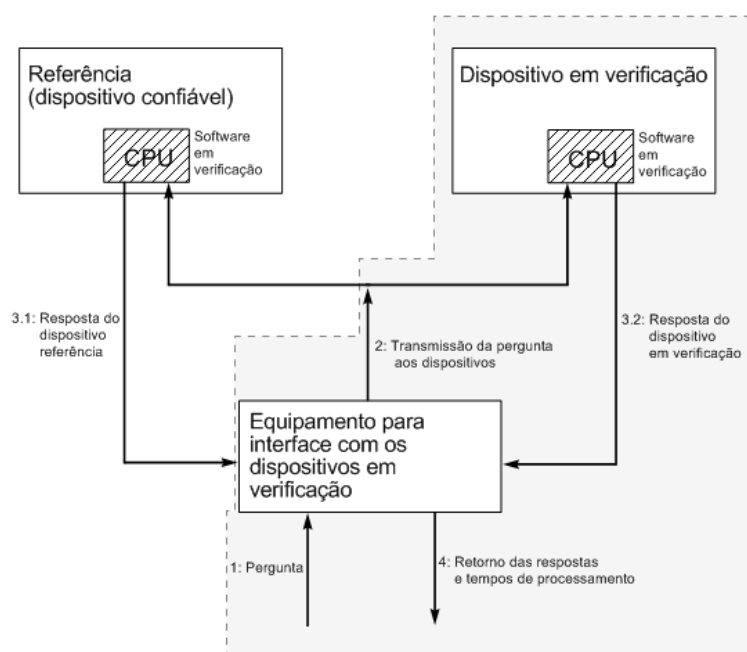 Referência
(dispositivo confiável)
CPU
Software
em
verificação
Dispositivo em verificação
CPU
Software
em
verificação
3.1: Resposta do
dispositivo
referência
2: Transmissão da pergunta
aos dispositivos
3.2: Resposta do
dispositivo
em verificação
Equipamento para
interface com os
dispositivos em
verificação
1: Pergunta
4: Retorno das respostas
e tempos de processamento